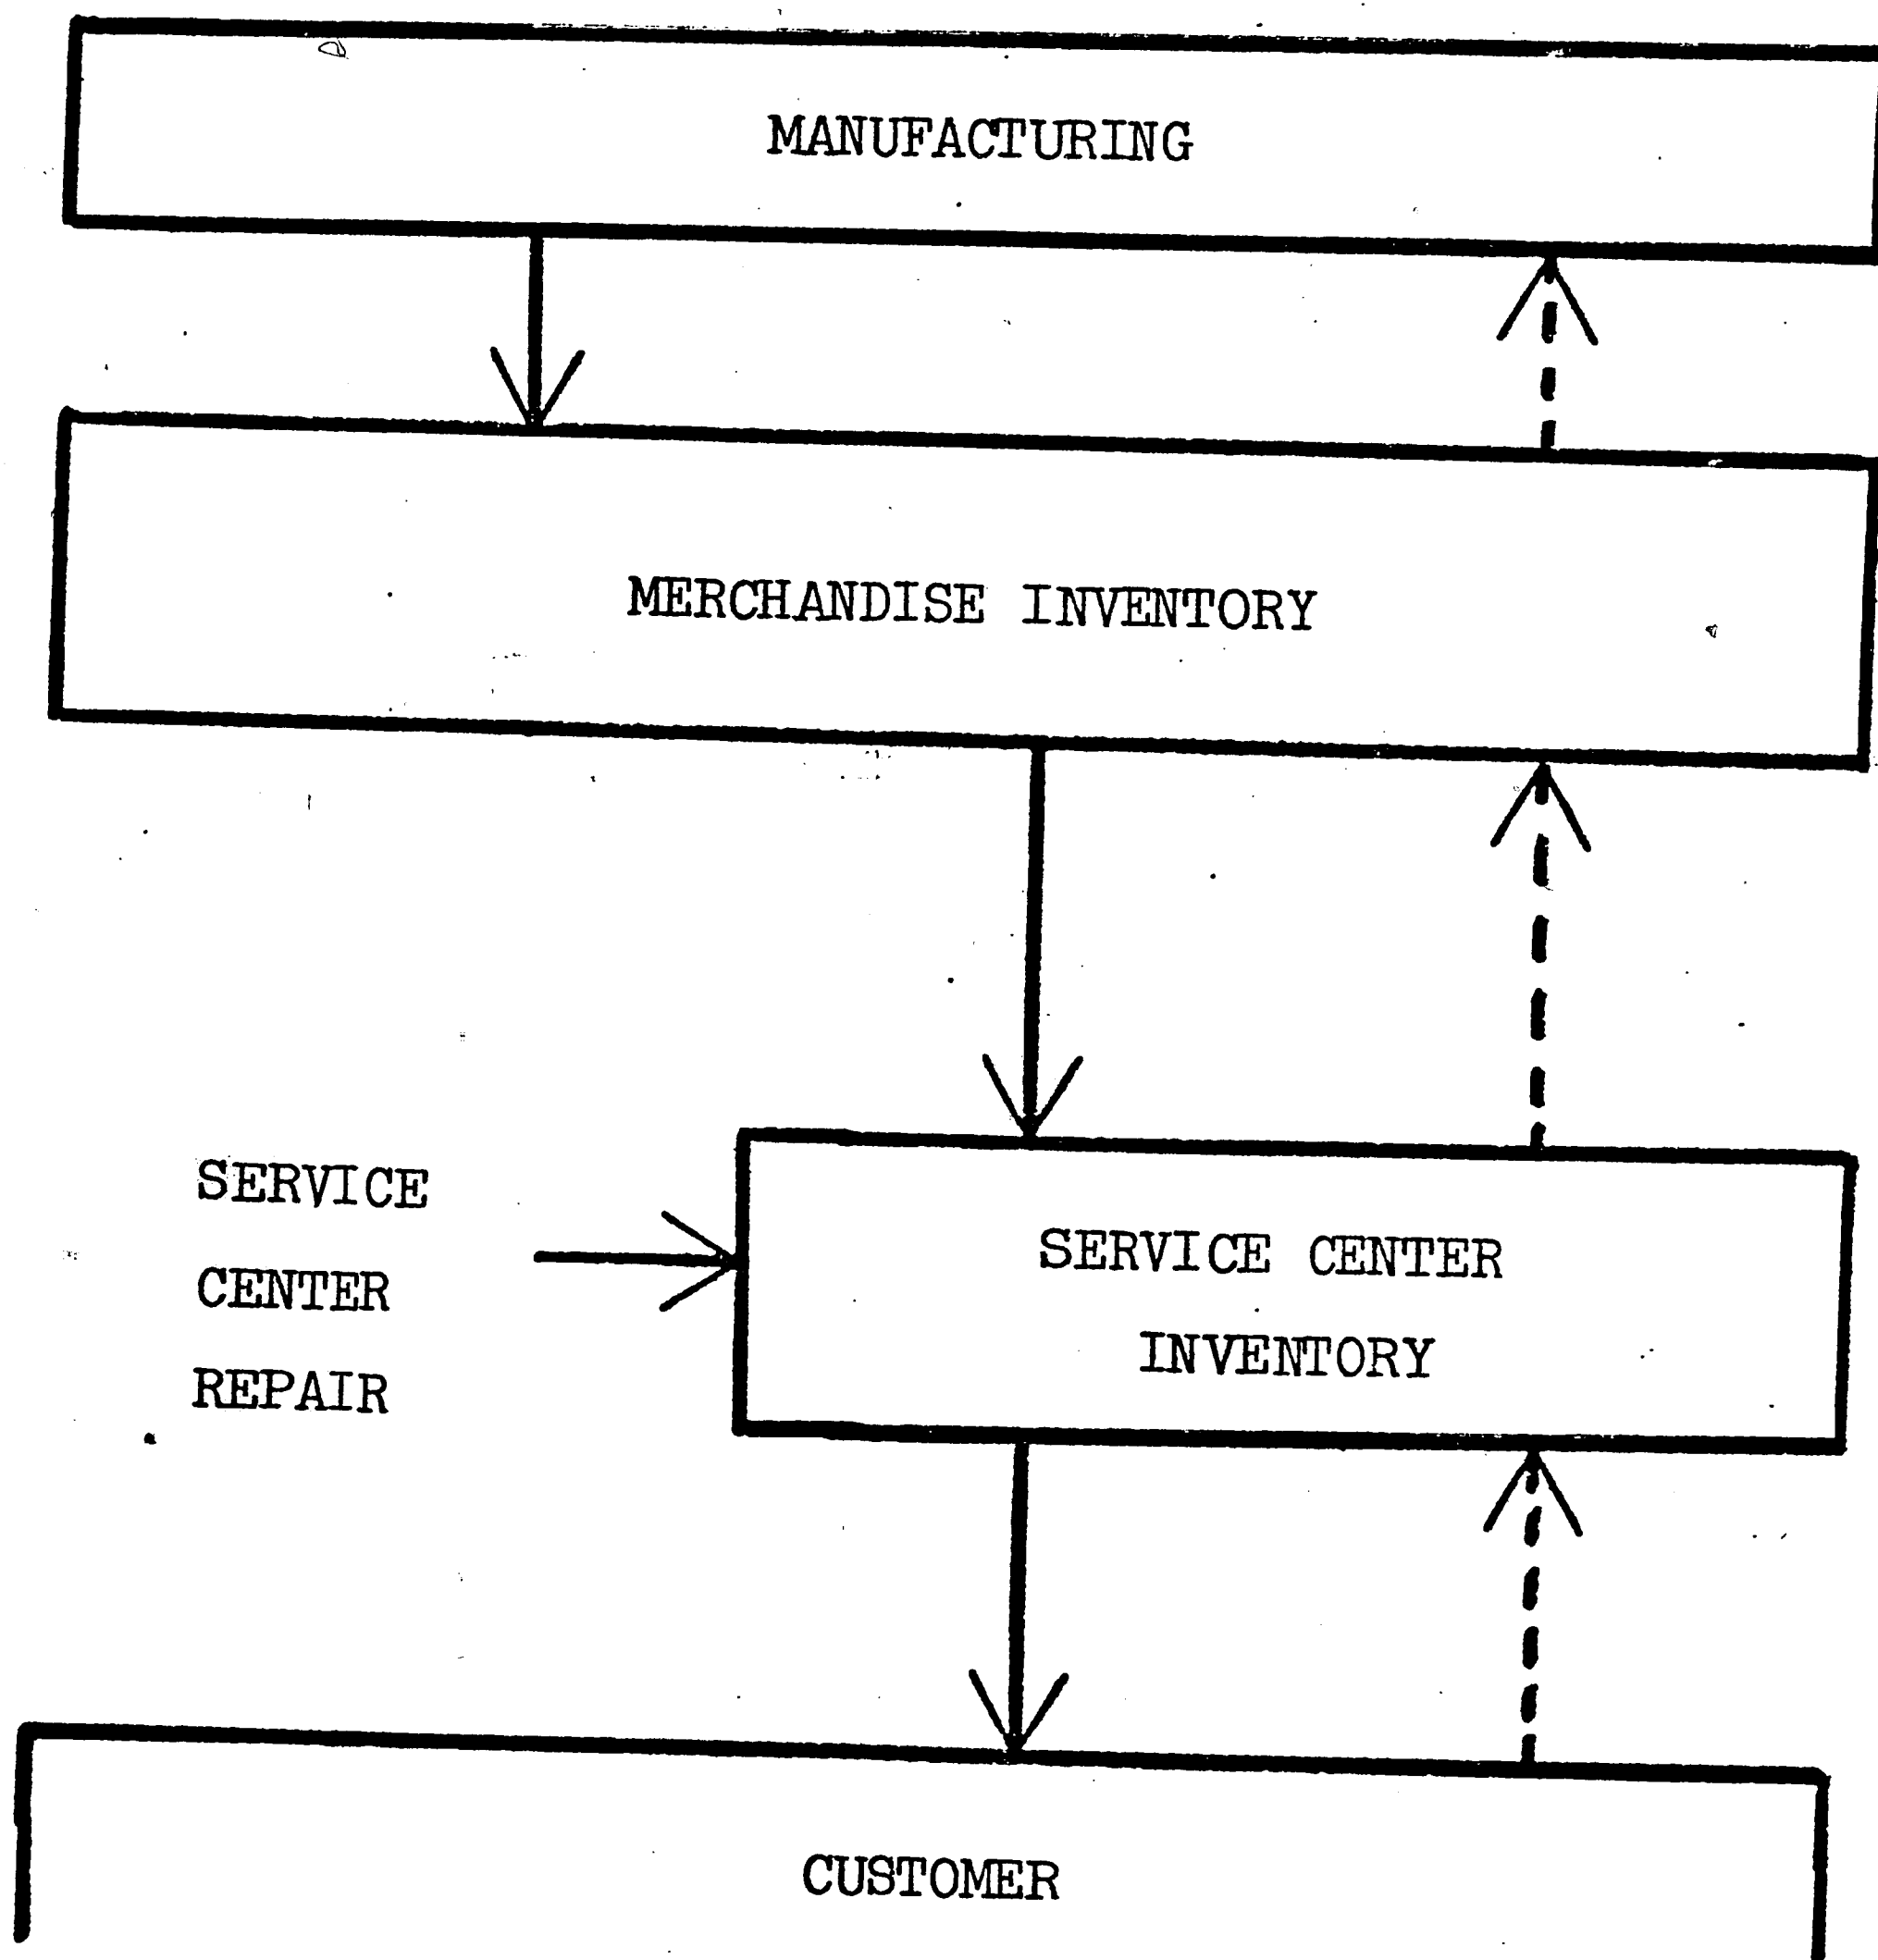 MANUFACTURING
MERCHANDISE INVENTORY
SERVICE
CENTER
REPAIR
SERVICE CENTER
INVENTORY
CUSTOMER